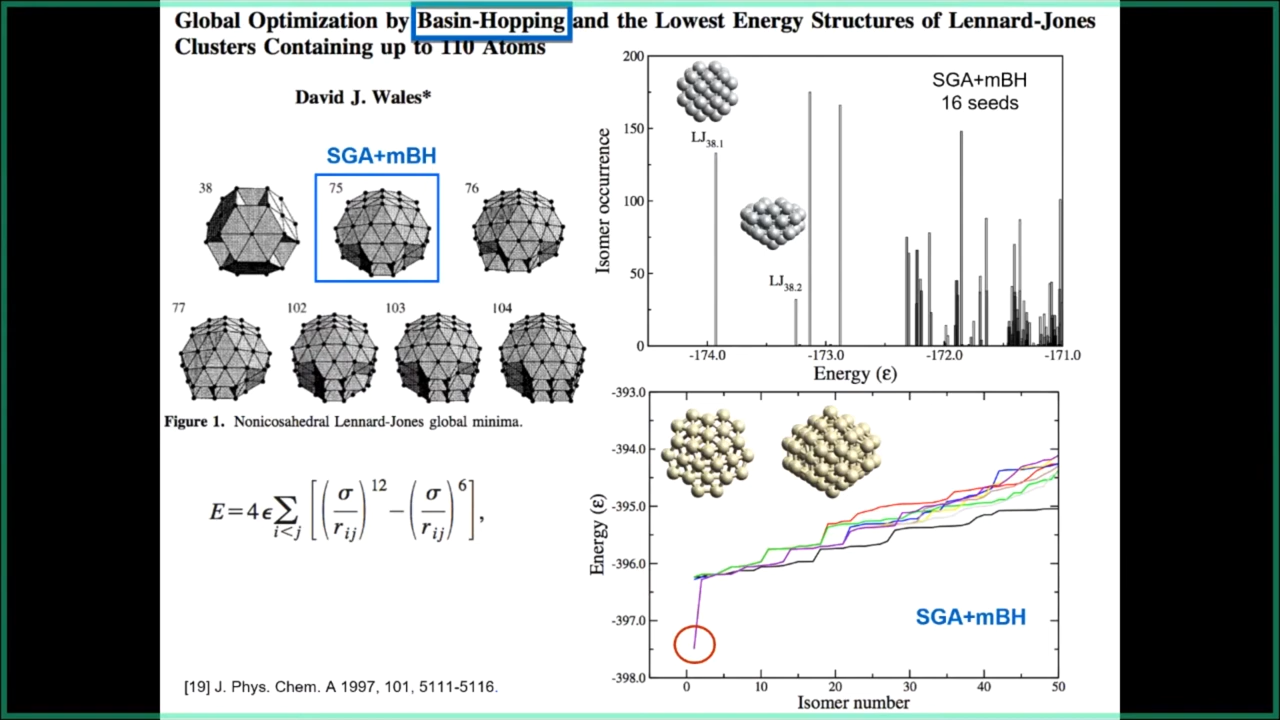 Global Optimization by Basin-Hopping and the Lowest Energy Structures of Lennard-Jones
Clusters Containing up to 110 Atoms
David J. Wales*
SGA+mBH
38
75
76
77
102
103
104
Figure 1. Nonicosahedral Lennard-Jones global minima.
E=4ϵ∑i<j [(σ/rij)^12 − (σ/rij)^6],
[19] J. Phys. Chem. A 1997, 101, 5111-5116.
200
150
100
50
0
Isomer occurrence
SGA+mBH
16 seeds
LJ38.1
LJ38.2
-174.0 -173.0 -172.0 -171.0
Energy (ε)
-393.0
-394.0
-395.0
-396.0
-397.0
-398.0
Energy (ε)
SGA+mBH
0 10 20 30 40 50
Isomer number